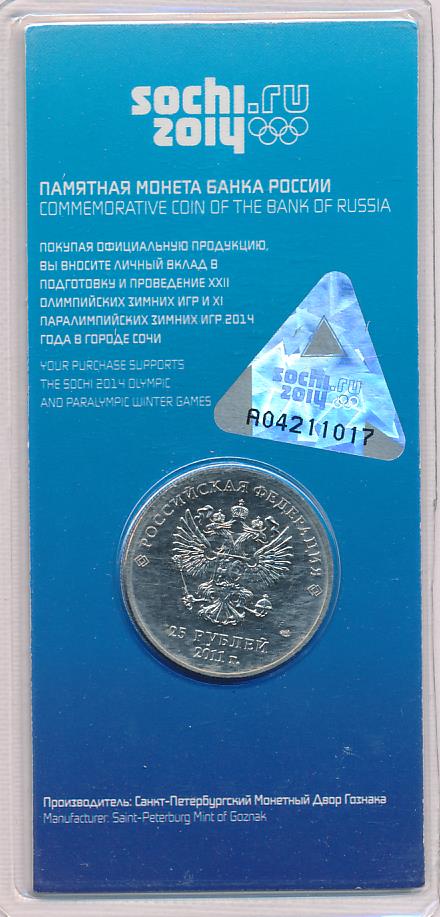 sochi.ru
2014
ПАМЯТНАЯ МОНЕТА БАНКА РОССИИ
COMMEMORATIVE COIN OF THE BANK OF RUSSIA
ПОКУПАЯ ОФИЦИАЛЬНУЮ ПРОДУКЦИЮ,
ВЫ ВНОСИТЕ ЛИЧНЫЙ ВКЛАД В
ПОДГОТОВКУ И ПРОВЕДЕНИЕ XXII
ОЛИМПИЙСКИХ ЗИМНИХ ИГР И XI
ПАРАЛИМПИЙСКИХ ЗИМНИХ ИГР 2014
ГОДА В ГОРОДЕ СОЧИ
YOUR PURCHASE SUPPORTS
THE SOCHI 2014 OLYMPIC
AND PARALYMPIC WINTER GAMES
sochi.ru
2014
A04211017
РОССИЙСКАЯ ФЕДЕРАЦИЯ
25 РУБЛЕЙ
2011 г.
Производитель: Санкт-Петербургский Монетный Двор Гознака
Manufacturer: Saint-Peterburg Mint of Goznak